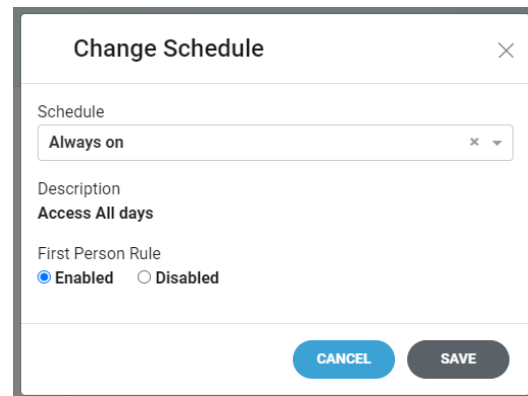 Change Schedule
Schedule
Always on
Description
Access All days
First Person Rule
Enabled Disabled
CANCEL SAVE